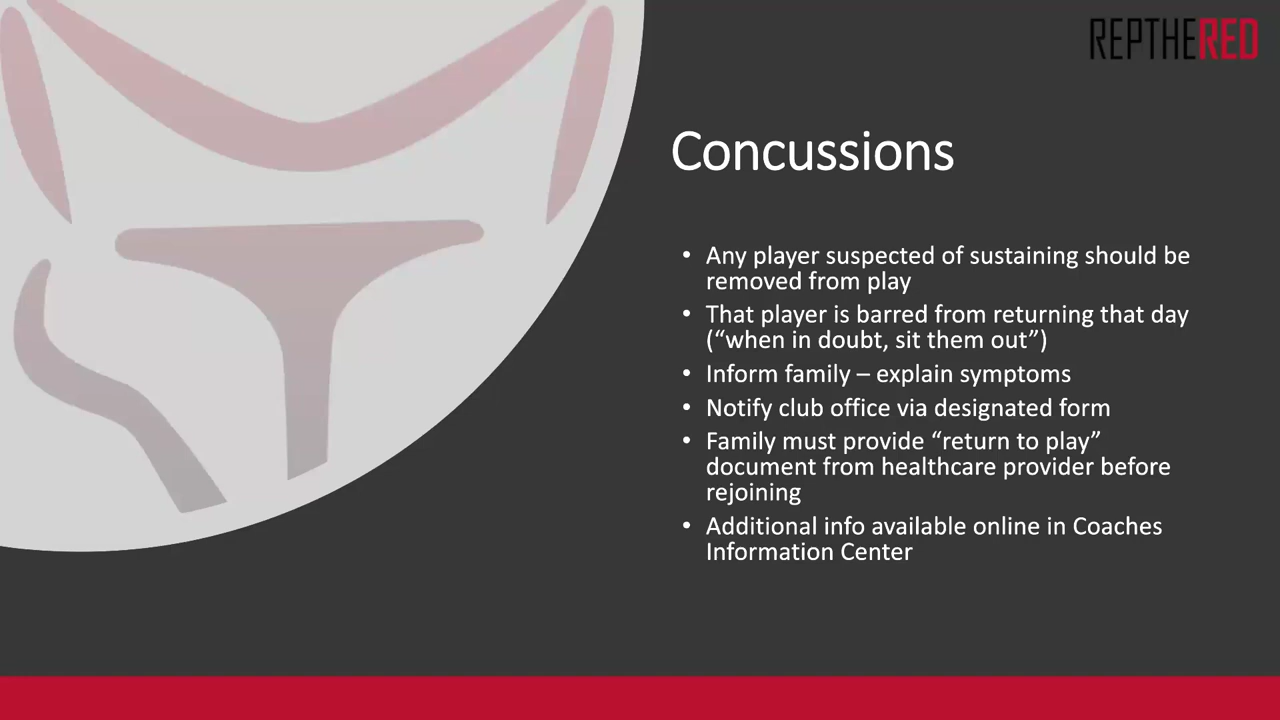 REPTHERED
Concussions
• Any player suspected of sustaining should be
removed from play
• That player is barred from returning that day
(“when in doubt, sit them out”)
• Inform family – explain symptoms
• Notify club office via designated form
• Family must provide “return to play”
document from healthcare provider before
rejoining
• Additional info available online in Coaches
Information Center